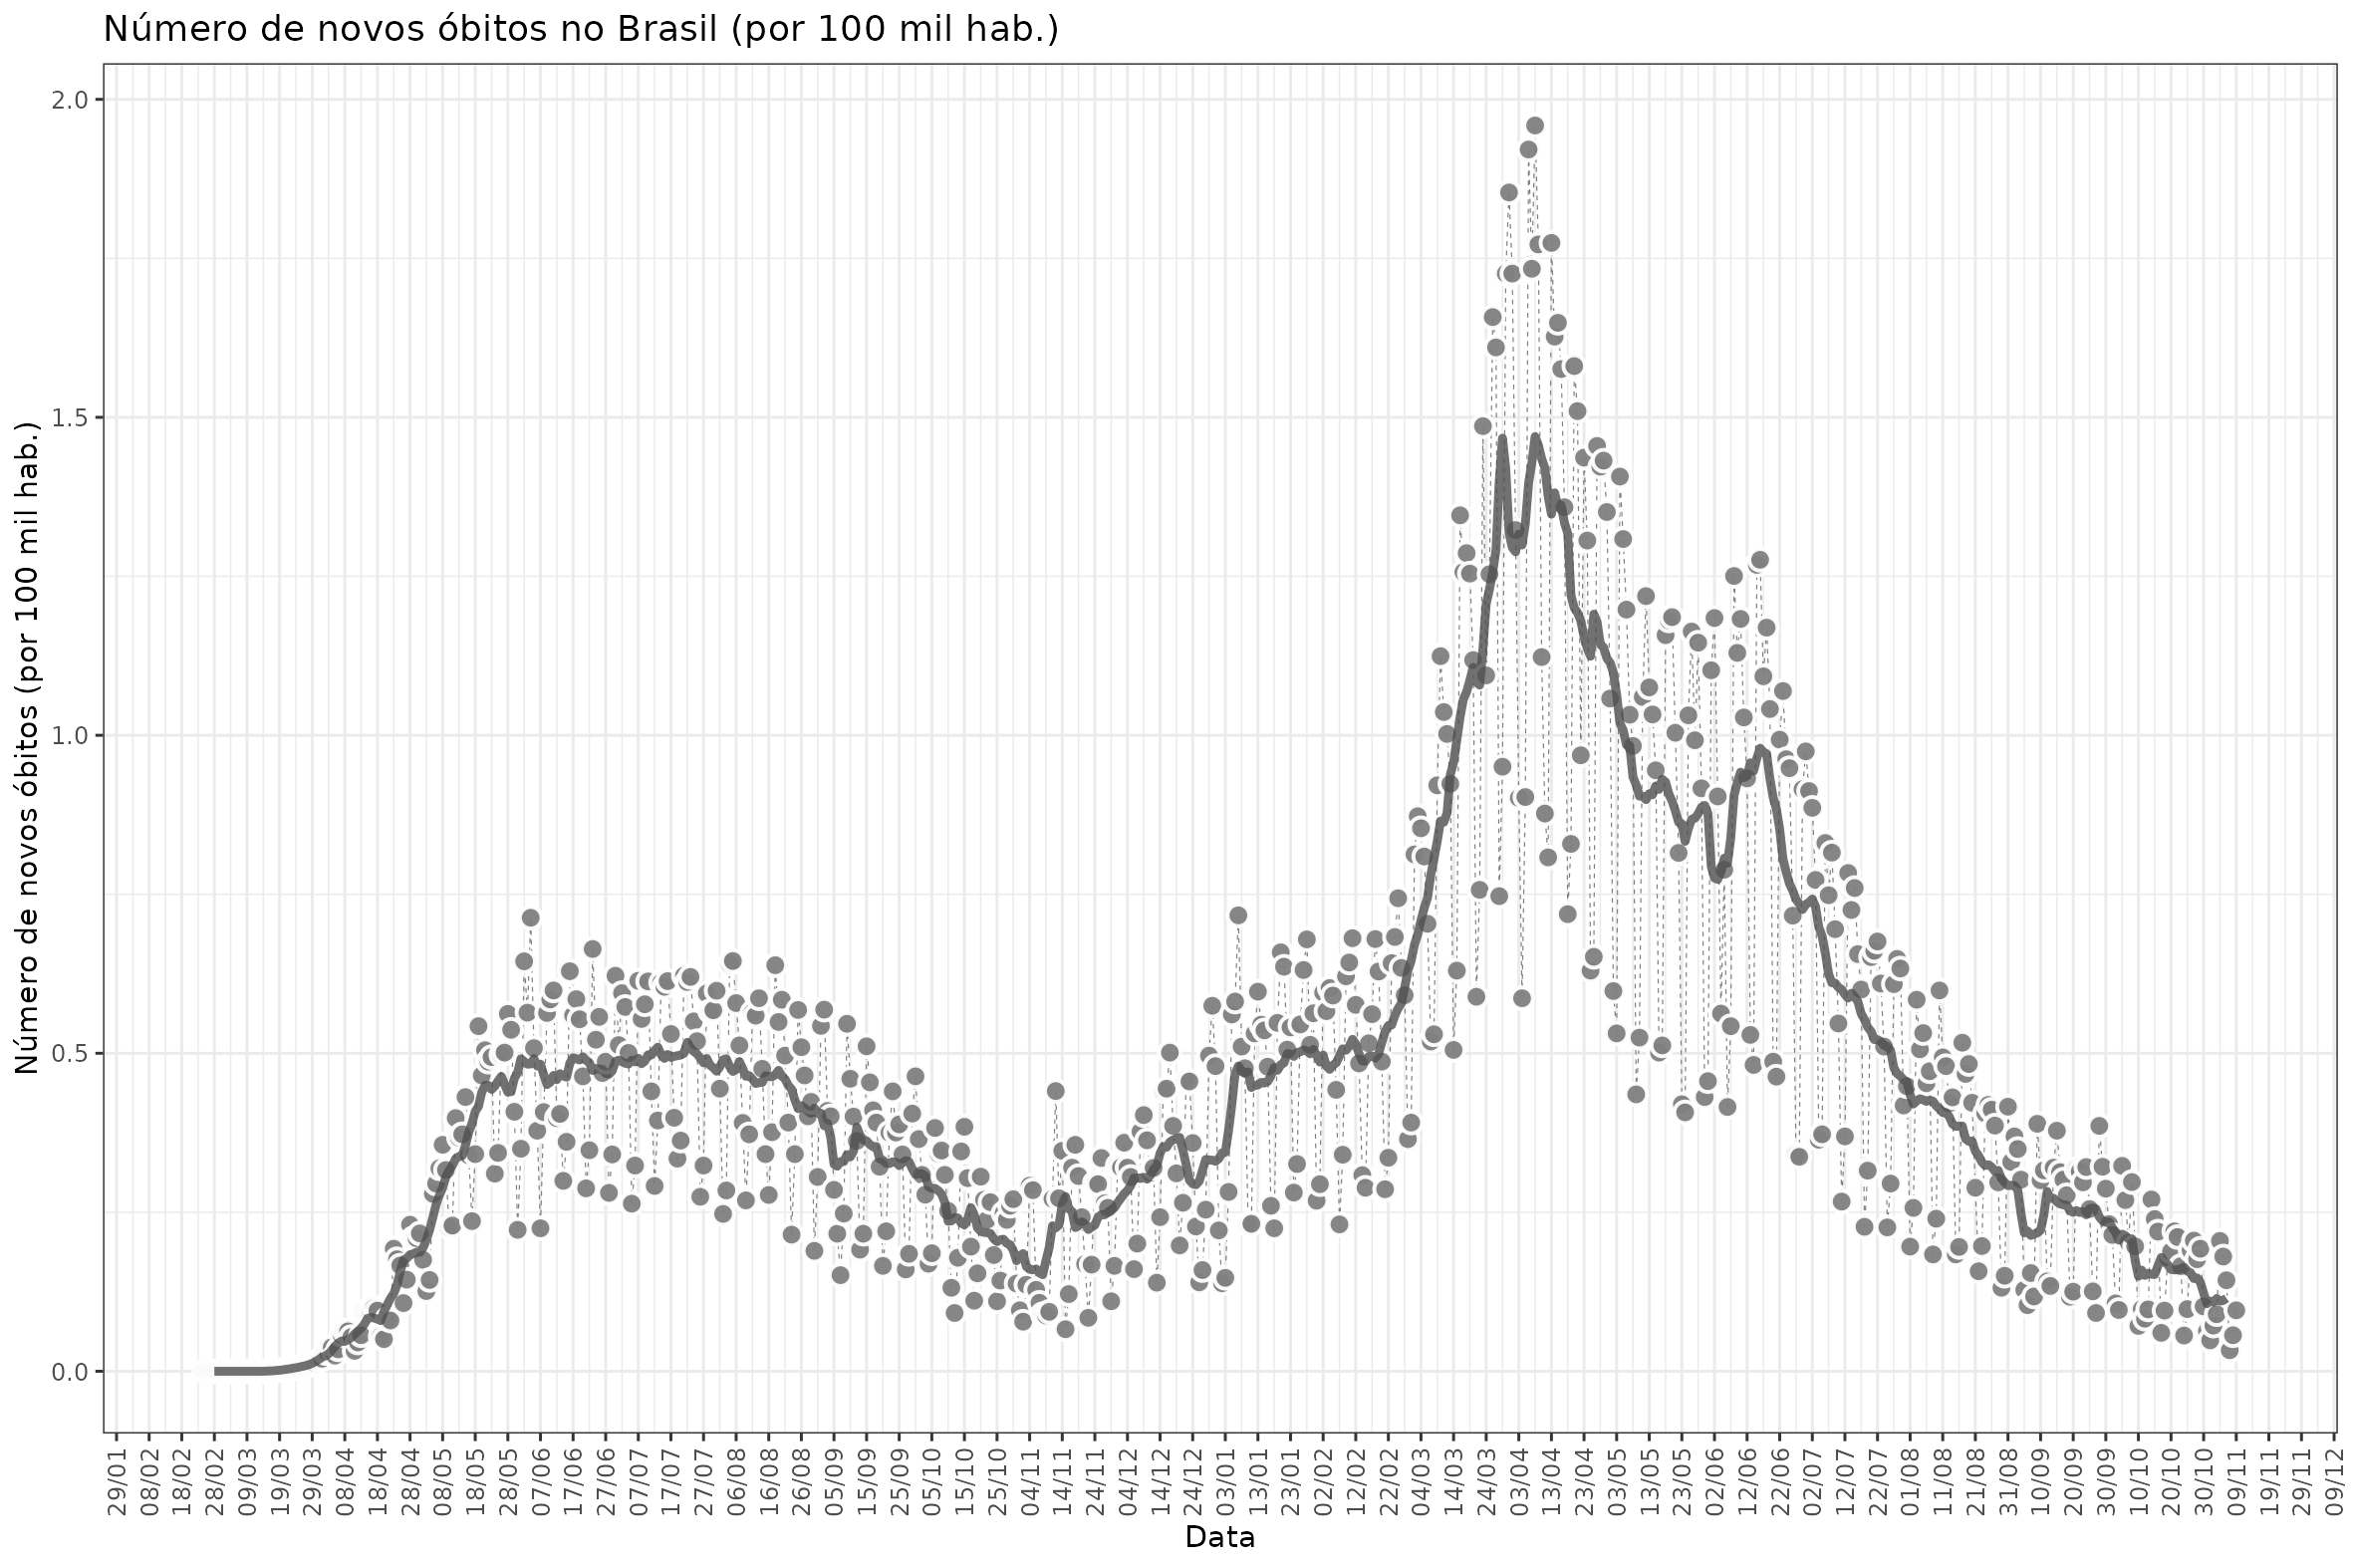 Número de novos óbitos no Brasil (por 100 mil hab.)
Número de novos óbitos (por 100 mil hab.)
2.0
1.5
1.0
0.5
0.0
29/01 08/02 18/02 28/02 09/03 19/03 29/03 08/04 18/04 28/04 08/05 18/05 28/05 07/06 17/06 27/06 07/07 17/07 27/07 06/08 16/08 26/08 05/09 15/09 25/09 05/10 15/10 25/10 04/11 14/11 24/11 04/12 14/12 24/12 03/01 13/01 23/01 02/02 12/02 22/02 04/03 14/03 24/03 03/04 13/04 23/04 03/05 13/05 23/05 02/06 12/06 22/06 02/07 12/07 22/07 01/08 11/08 21/08 31/08 10/09 20/09 30/09 10/10 20/10 30/10 09/11 19/11 29/11 09/12
Data